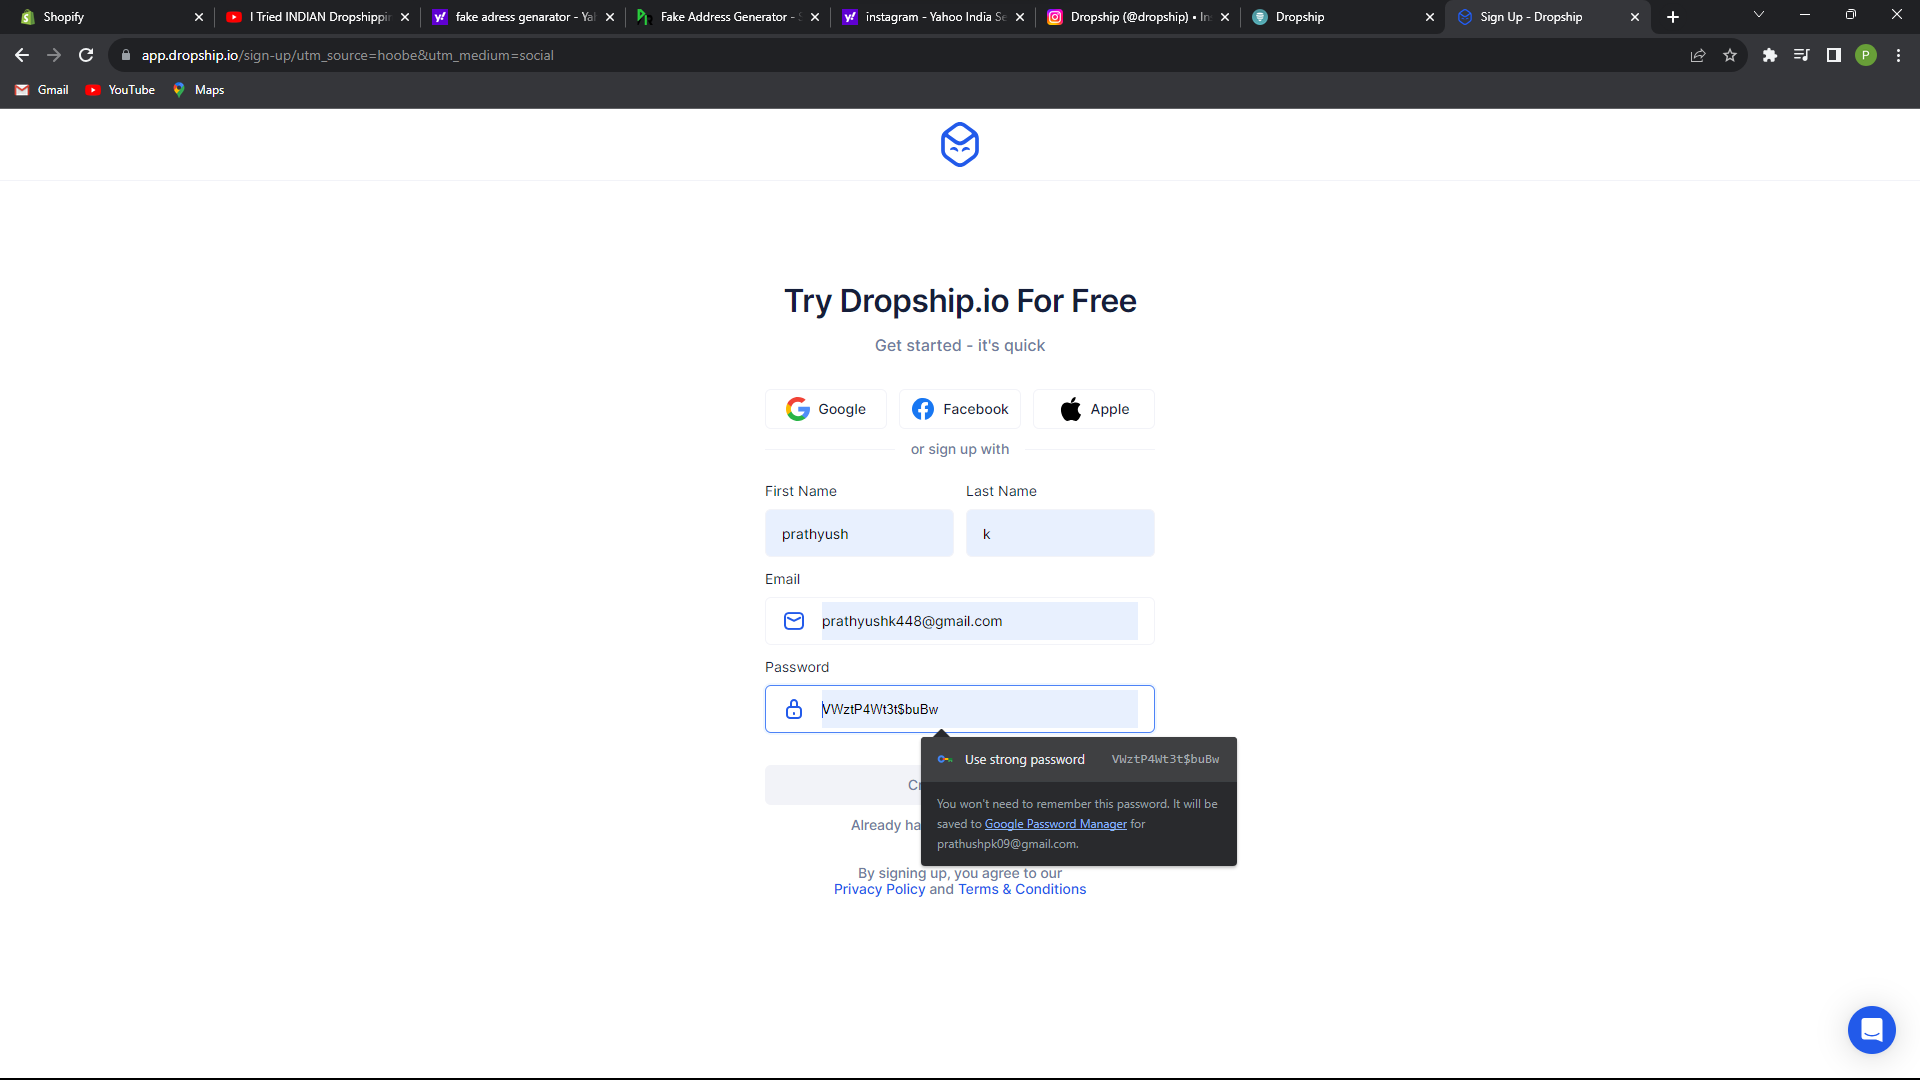 Shopify
I Tried INDIAN Dropshippin
fake adress genarator - Ya
Fake Address Generator - S
instagram - Yahoo India Se
Dropship (@dropship) • In
Dropship
Sign Up - Dropship
app.dropship.io/sign-up/utm_source=hoobe&utm_medium=social
P
Gmail
YouTube
Maps
Try Dropship.io For Free
Get started - it's quick
Google
Facebook
Apple
or sign up with
First Name
Last Name
prathyush
k
Email
prathyushk448@gmail.com
Password
VWztP4Wt3t$buBw
Use strong password VWztP4Wt3t$buBw
You won't need to remember this password. It will be
saved to Google Password Manager for
prathushpk09@gmail.com.
Already ha
By signing up, you agree to our
Privacy Policy and Terms & Conditions